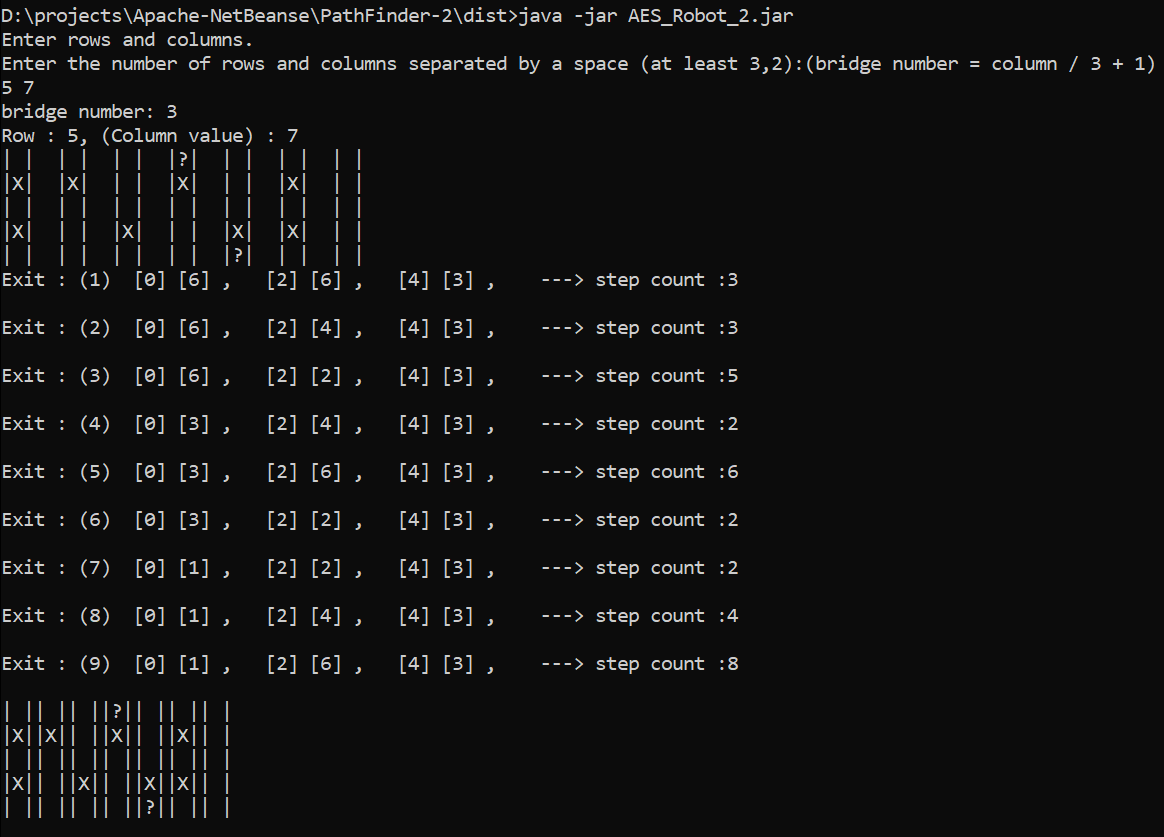 D:\projects\Apache-NetBeanse\PathFinder-2\dist>java -jar AES_Robot_2.jar
Enter rows and columns.
Enter the number of rows and columns separated by a space (at least 3,2):(bridge number = column / 3 + 1)
5 7
bridge number: 3
Row : 5, (Column value) : 7
| |  | |  | |  |?|  | |  | |  | |
|X|  |X|  | |  |X|  | |  |X|  | |
| |  | |  | |  | |  | |  | |  | |
|X|  | |  |X|  | |  |X|  |X|  | |
| |  | |  | |  | |  |?|  | |  | |
Exit : (1)  [0] [6] ,   [2] [6] ,   [4] [3] ,    ---> step count :3
Exit : (2)  [0] [6] ,   [2] [4] ,   [4] [3] ,    ---> step count :3
Exit : (3)  [0] [6] ,   [2] [2] ,   [4] [3] ,    ---> step count :5
Exit : (4)  [0] [3] ,   [2] [4] ,   [4] [3] ,    ---> step count :2
Exit : (5)  [0] [3] ,   [2] [6] ,   [4] [3] ,    ---> step count :6
Exit : (6)  [0] [3] ,   [2] [2] ,   [4] [3] ,    ---> step count :2
Exit : (7)  [0] [1] ,   [2] [2] ,   [4] [3] ,    ---> step count :2
Exit : (8)  [0] [1] ,   [2] [4] ,   [4] [3] ,    ---> step count :4
Exit : (9)  [0] [1] ,   [2] [6] ,   [4] [3] ,    ---> step count :8
| || || ||?|| || || |
|X||X|| ||X|| ||X|| |
| || || || || || || |
|X|| ||X|| ||X||X|| |
| || || || ||?|| || |